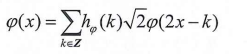 φ(x) = ∑_{k∈Z} h_φ(k)√2φ(2x−k)